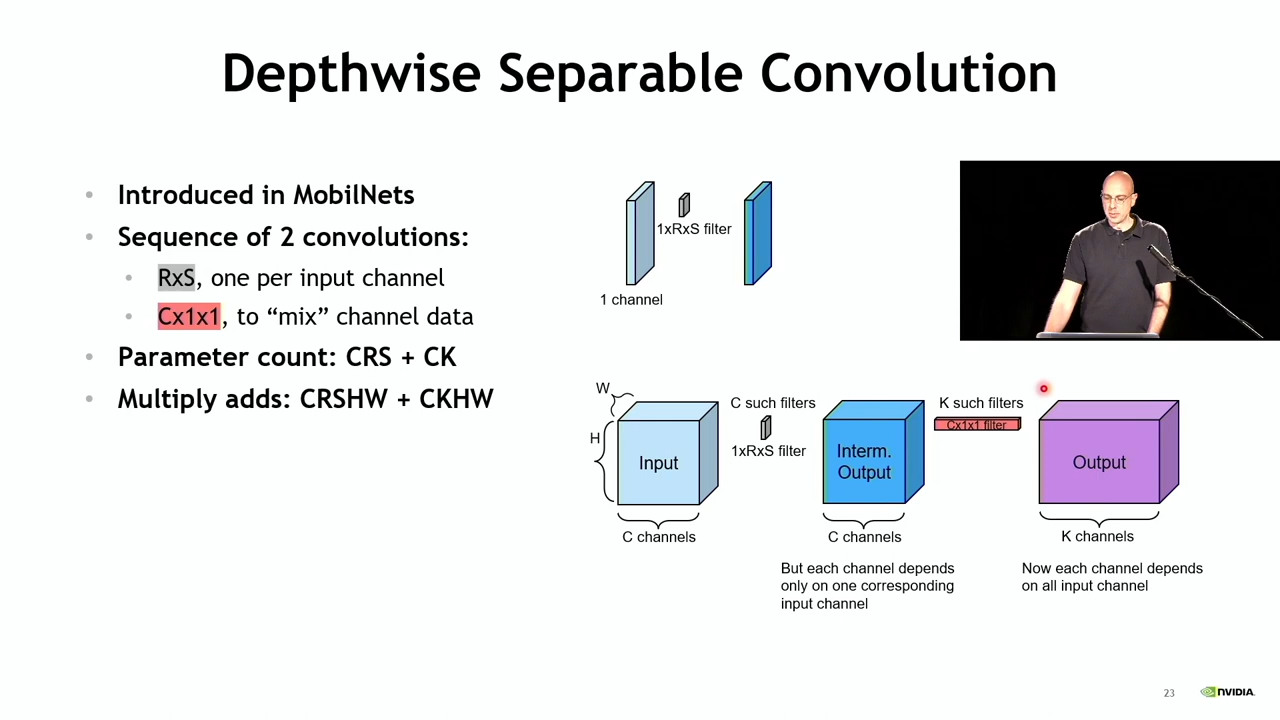 Depthwise Separable Convolution
• Introduced in MobilNets
• Sequence of 2 convolutions:
• RxS, one per input channel
• Cx1x1, to “mix” channel data
• Parameter count: CRS + CK
• Multiply adds: CRSHW + CKHW
1xRxS filter
1 channel
W
H
Input
C channels
C such filters
1xRxS filter
Interm.
Output
C channels
But each channel depends
only on one corresponding
input channel
K such filters
Cx1x1 filter
Output
K channels
Now each channel depends
on all input channel
23
NVIDIA.